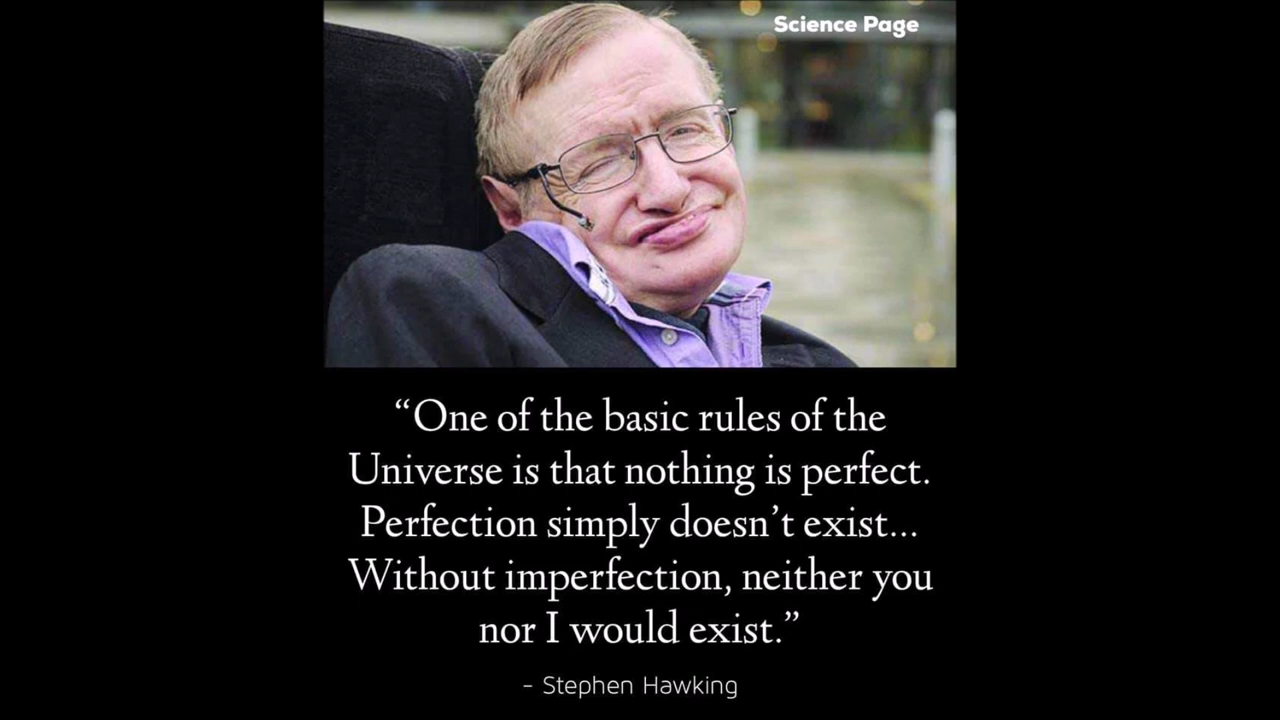 Science Page
“One of the basic rules of the
Universe is that nothing is perfect.
Perfection simply doesn’t exist...
Without imperfection, neither you
nor I would exist.”
- Stephen Hawking